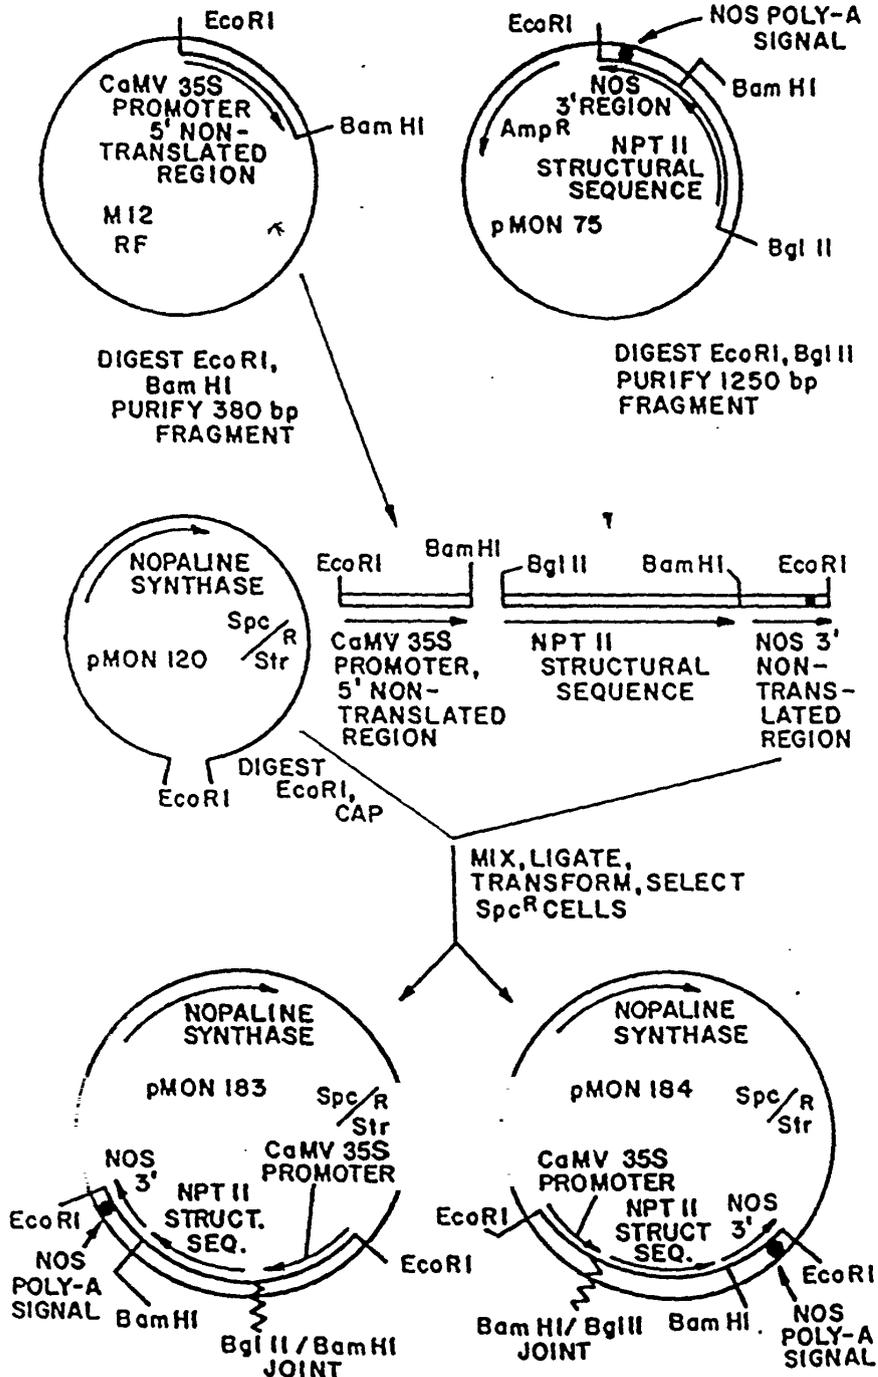 EcoRI
CaMV 35S
PROMOTER
5' NON-
TRANSLATED
REGION
Bam HI
M12
RF
EcoRI
NOS POLY-A
SIGNAL
NOS
3' REGION
Bam HI
AmpR
NPT II
STRUCTURAL
SEQUENCE
pMON 75
Bgl II
DIGEST EcoRI,
Bam HI
PURIFY 380 bp
FRAGMENT
DIGEST EcoRI, Bgl II
PURIFY 1250 bp
FRAGMENT
NOPALINE
SYNTHASE
Spc/R
Str
pMON 120
EcoRI
EcoRI
BamHI
CaMV 35S
PROMOTER,
5' NON-
TRANSLATED
REGION
Bgl II
BamHI
EcoRI
NPT II
STRUCTURAL
SEQUENCE
NOS 3'
NON-
TRANS-
LATED
REGION
DIGEST
EcoRI,
CAP
MIX, LIGATE,
TRANSFORM, SELECT
SpcR CELLS
NOPALINE
SYNTHASE
pMON 183
Spc/R
Str
CaMV 35S
PROMOTER
NOS
3'
NPT II
STRUCT.
SEQ.
EcoRI
NOS
POLY-A
SIGNAL
BamHI
EcoRI
Bgl II / BamHI
JOINT
NOPALINE
SYNTHASE
pMON 184
Spc/R
Str
CaMV 35S
PROMOTER
NPT II
STRUCT
SEQ.
NOS
3'
EcoRI
EcoRI
Bam HI/ BglII
JOINT
BamHI
NOS
POLY-A
SIGNAL